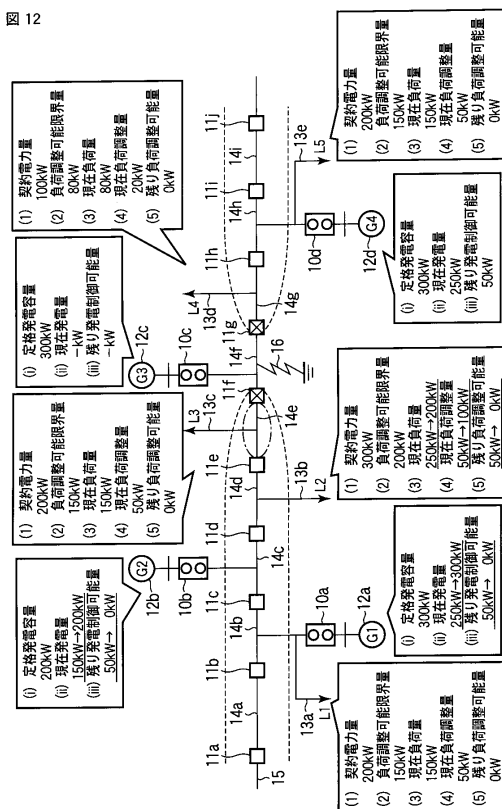 図 12
(i) 定格発電容量
200kW
(ii) 現在発電量
150kW→200kW
(iii) 残り発電制御可能量
50kW→ 0kW
(1) 契約電力量
200kW
(2) 負荷調整可能限界量
150kW
(3) 現在負荷量
150kW
(4) 現在負荷調整量
50kW
(5) 残り負荷調整可能量
0kW
(i) 定格発電容量
300kW
(ii) 現在発電量
−kW
(iii) 残り発電制御可能量
−kW
(1) 契約電力量
100kW
(2) 負荷調整可能限界量
80kW
(3) 現在負荷量
80kW
(4) 現在負荷調整量
20kW
(5) 残り負荷調整可能量
0kW
G2
12b
10b
L3
13c
G3
12c
10c
L4
13d
11a
11b
11c
11d
11e
11f
11g
11h
11i
11j
15
14a
14b
14c
14d
14e
14f
14g
14h
14i
16
13a
L1
10a
G1
12a
13b
L2
10d
G4
12d
13e
L5
(1) 契約電力量
200kW
(2) 負荷調整可能限界量
150kW
(3) 現在負荷量
150kW
(4) 現在負荷調整量
50kW
(5) 残り負荷調整可能量
0kW
(i) 定格発電容量
300kW
(ii) 現在発電量
250kW→300kW
(iii) 残り発電制御可能量
50kW→ 0kW
(1) 契約電力量
300kW
(2) 負荷調整可能限界量
200kW
(3) 現在負荷量
250kW→200kW
(4) 現在負荷調整量
50kW→100kW
(5) 残り負荷調整可能量
50kW→ 0kW
(i) 定格発電容量
300kW
(ii) 現在発電量
250kW
(iii) 残り発電制御可能量
50kW
(1) 契約電力量
200kW
(2) 負荷調整可能限界量
150kW
(3) 現在負荷量
150kW
(4) 現在負荷調整量
50kW
(5) 残り負荷調整可能量
0kW